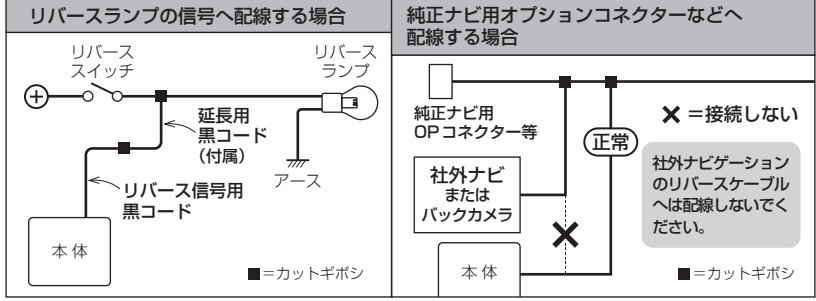 リバースランプの信号へ配線する場合
リバース
スイッチ
リバース
ランプ
延長用
黒コード
(付属)
アース
リバース信号用
黒コード
本体
■=カットギボシ
純正ナビ用オプションコネクターなどへ
配線する場合
純正ナビ用
OPコネクター等
✕ =接続しない
正常
社外ナビ
または
バックカメラ
社外ナビゲーション
のリバースケーブル
へは配線しないでく
ださい。
本体
■=カットギボシ